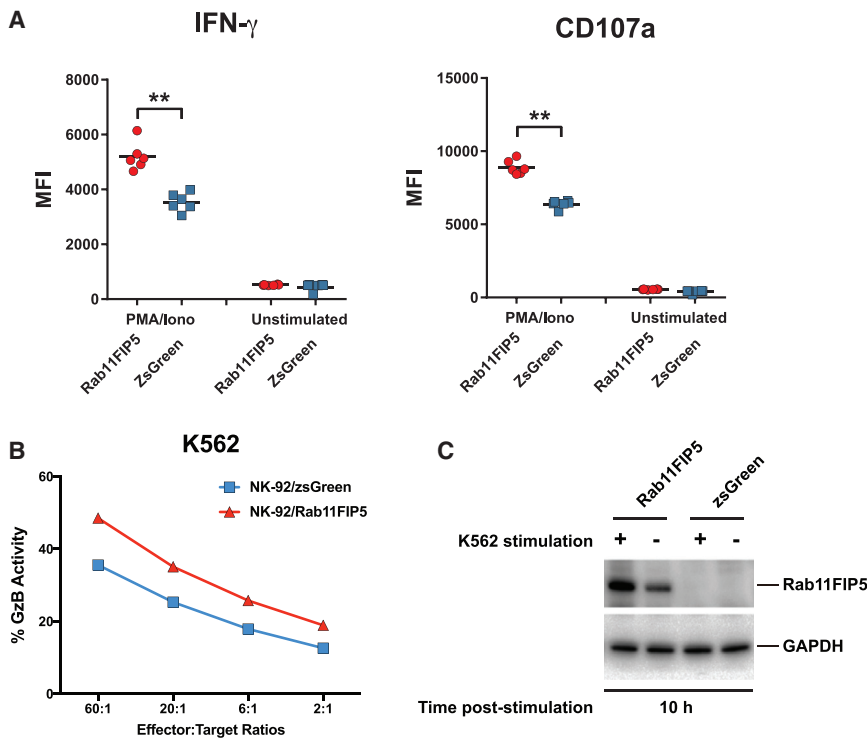 A
IFN-γ
CD107a
MFI
8000
6000
4000
2000
0
**
PMA/Iono
Unstimulated
Rab11FIP5
ZsGreen
Rab11FIP5
ZsGreen
MFI
15000
10000
5000
0
**
PMA/Iono
Unstimulated
Rab11FIP5
ZsGreen
Rab11FIP5
ZsGreen
B
K562
% GzB Activity
60
40
20
0
NK-92/zsGreen
NK-92/Rab11FIP5
60:1
20:1
6:1
2:1
Effector:Target Ratios
C
Rab11FIP5
zsGreen
K562 stimulation + - + -
Rab11FIP5
GAPDH
Time post-stimulation 10 h